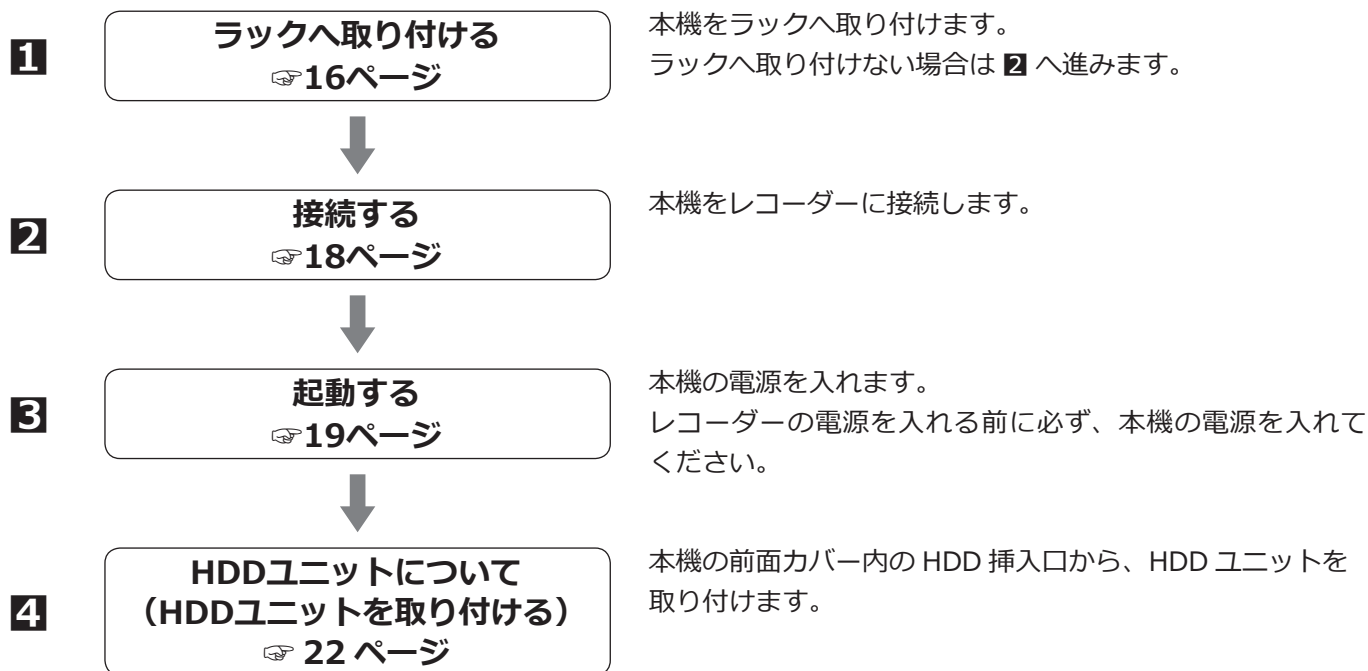 1
ラックへ取り付ける
☞16ページ
本機をラックへ取り付けます。
ラックへ取り付けない場合は 2 へ進みます。
2
接続する
☞18ページ
本機をレコーダーに接続します。
3
起動する
☞19ページ
本機の電源を入れます。
レコーダーの電源を入れる前に必ず、本機の電源を入れて
ください。
4
HDDユニットについて
（HDDユニットを取り付ける）
☞ 22 ページ
本機の前面カバー内の HDD 挿入口から、HDD ユニットを
取り付けます。